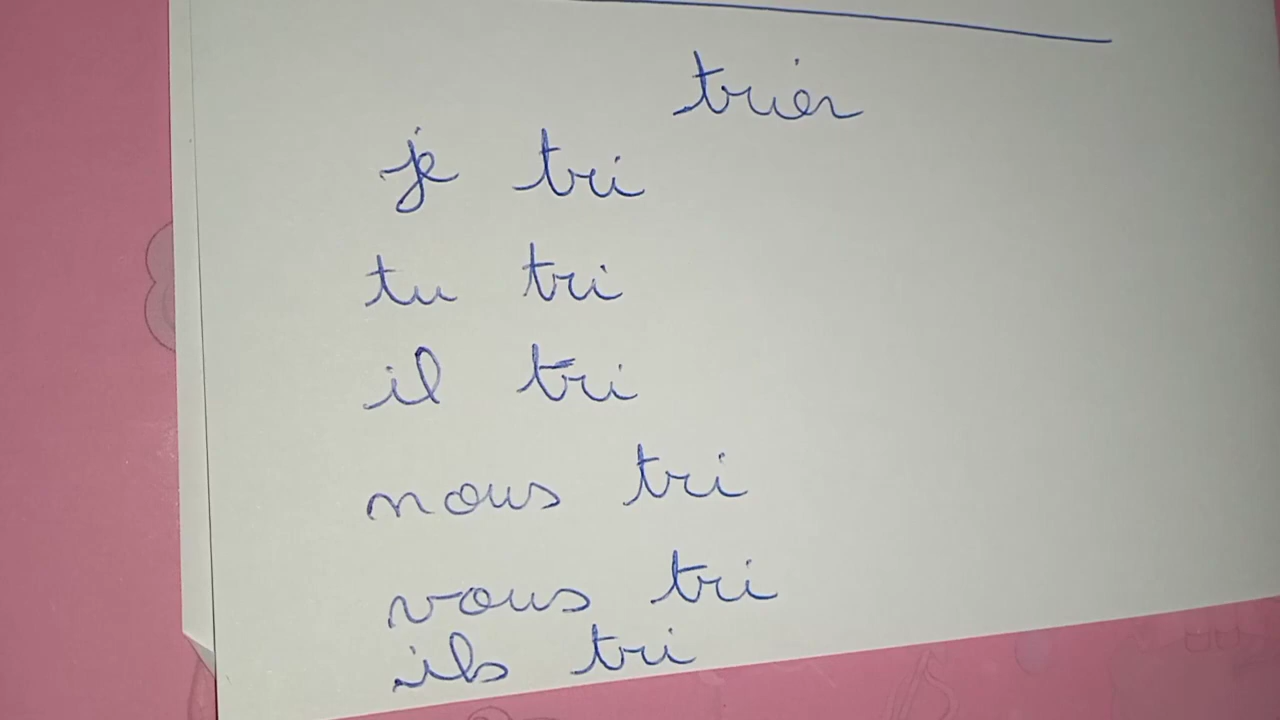 trier
je tri
tu tri
il tri
nous tri
vous tri
ils tri